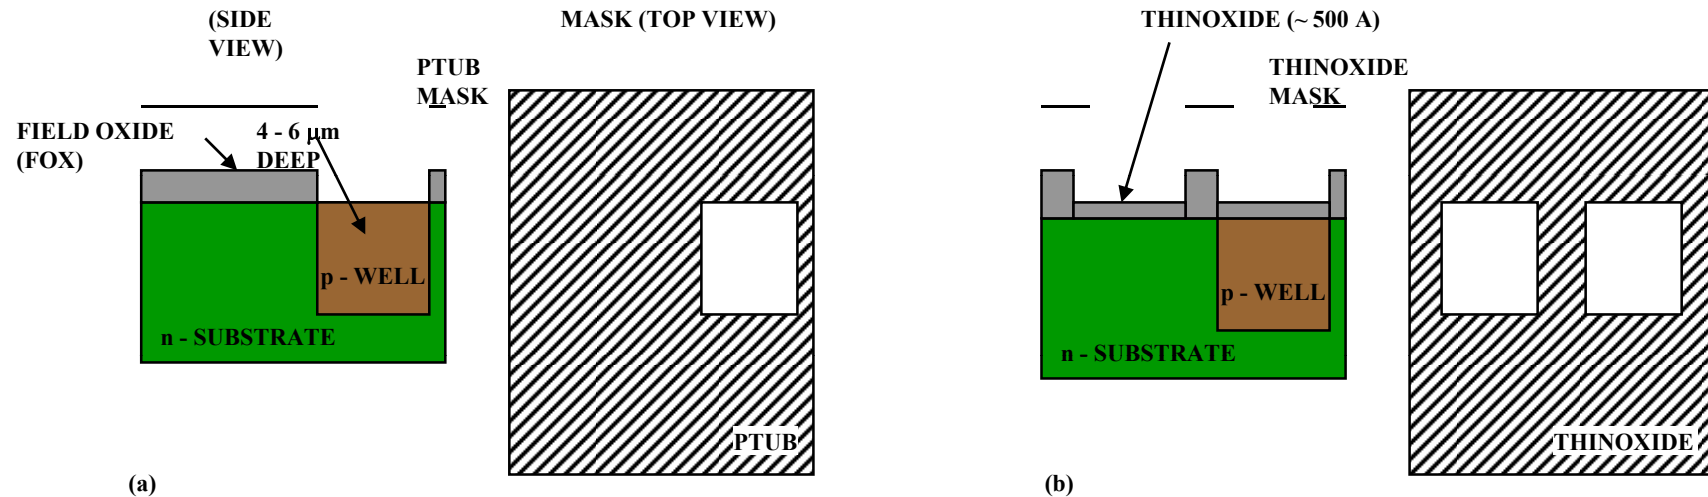 (SIDE
VIEW)
MASK (TOP VIEW)
PTUB
MASK
FIELD OXIDE
(FOX)
4 - 6 μm
DEEP
p - WELL
n - SUBSTRATE
PTUB
(a)
THINOXIDE (~ 500 A)
THINOXIDE
MASK
p - WELL
n - SUBSTRATE
THINOXIDE
(b)